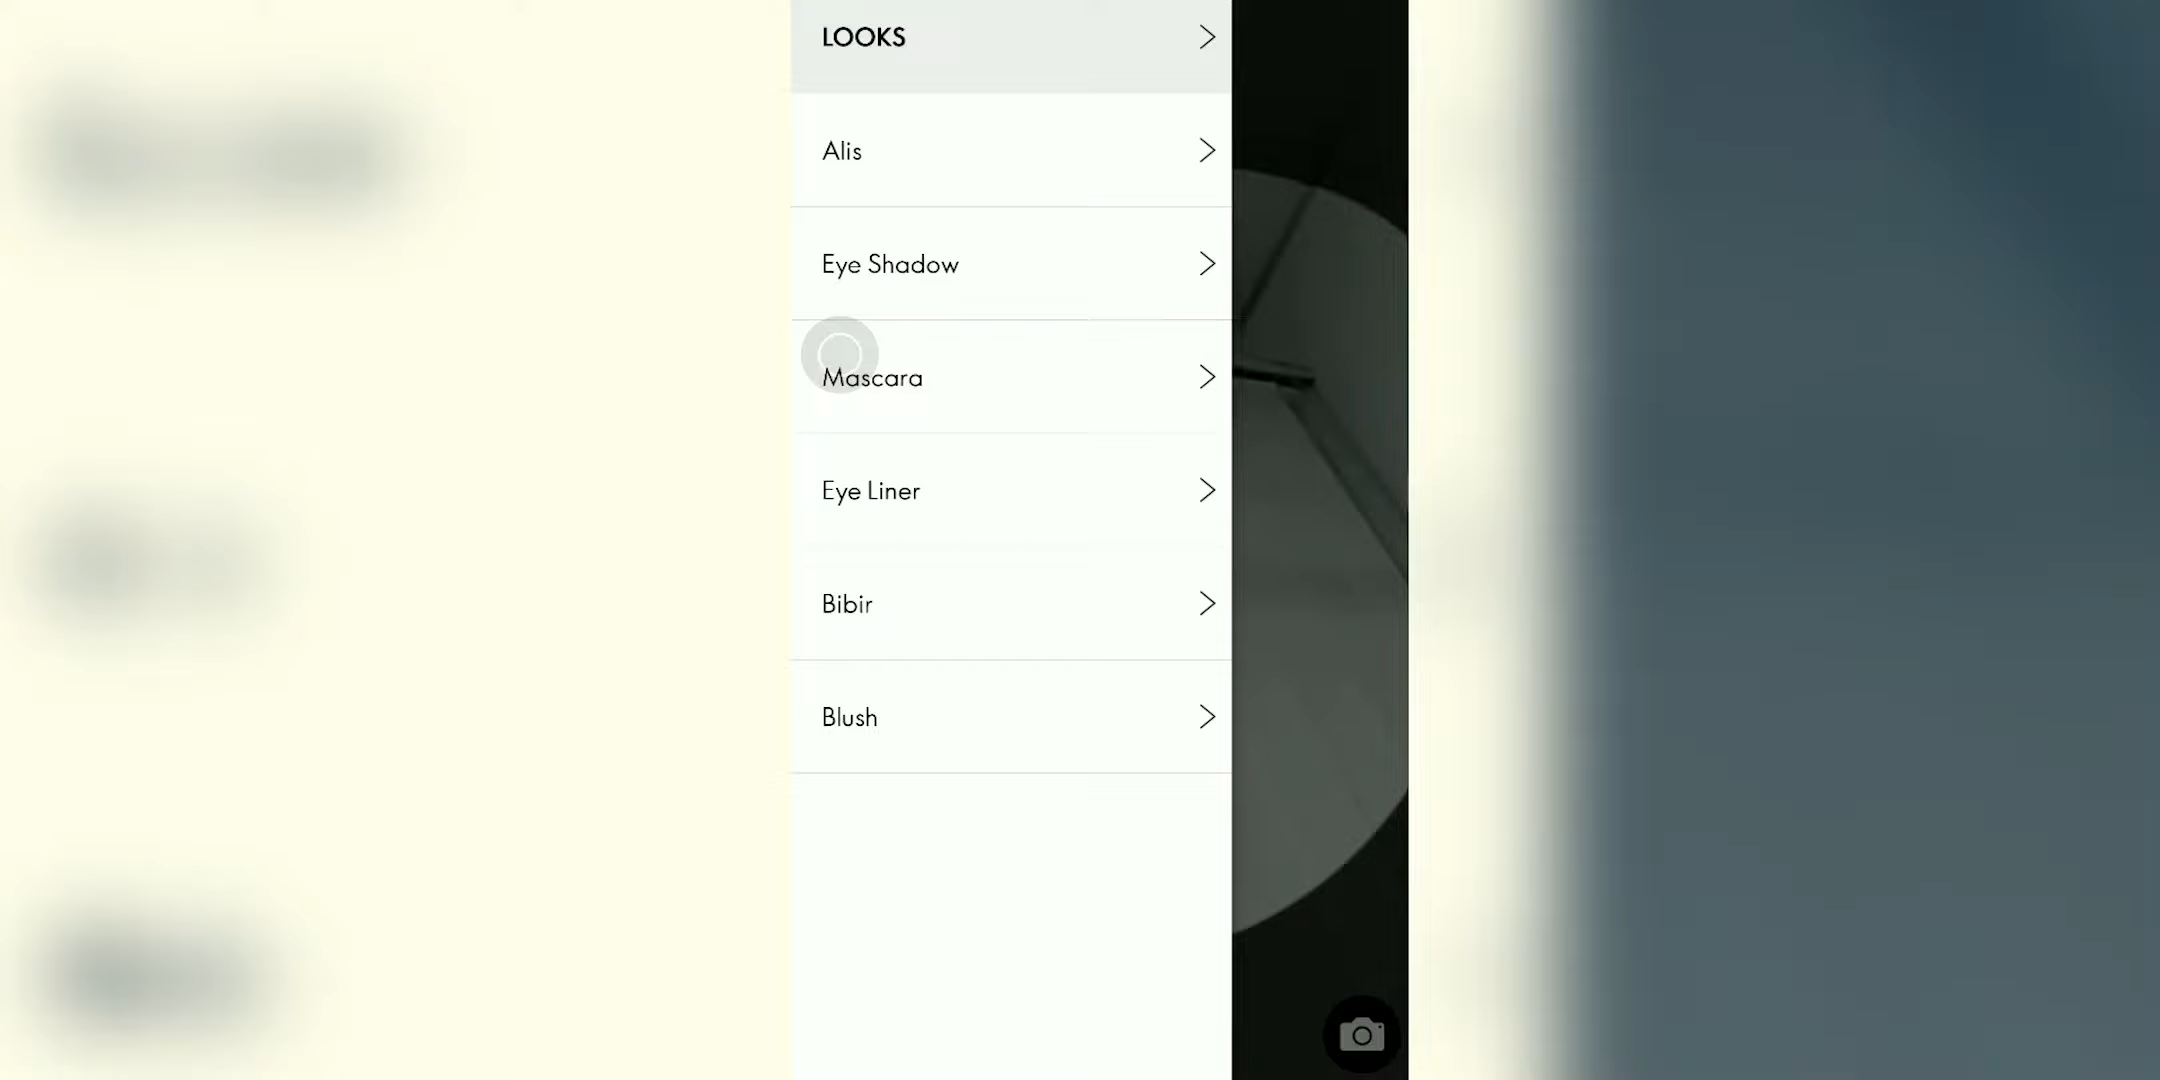 LOOKS
Alis
Eye Shadow
Mascara
Eye Liner
Bibir
Blush